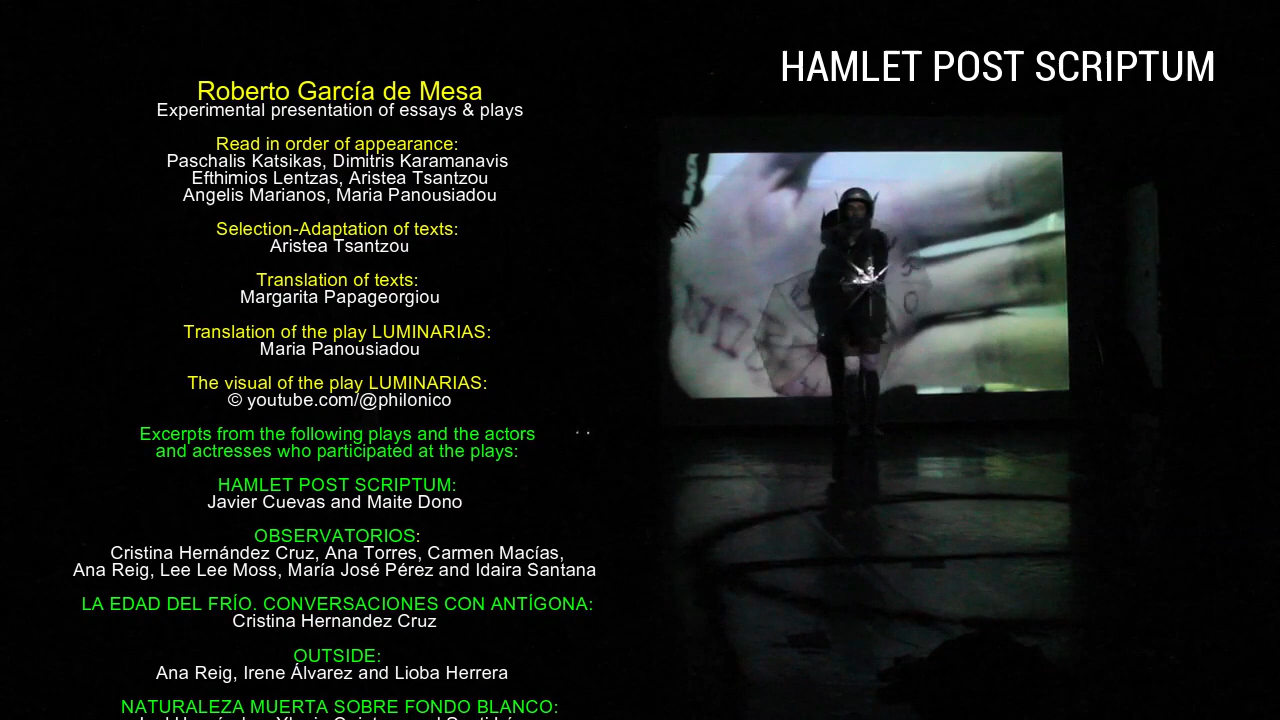 HAMLET POST SCRIPTUM
Roberto García de Mesa
Experimental presentation of essays & plays
Read in order of appearance:
Paschalis Katsikas, Dimitris Karamanavis
Efthimios Lentzas, Aristea Tsantzou
Angelis Marianos, Maria Panousiadou
Selection-Adaptation of texts:
Aristea Tsantzou
Translation of texts:
Margarita Papageorgiou
Translation of the play LUMINARIAS:
Maria Panousiadou
The visual of the play LUMINARIAS:
© youtube.com/@philonico
Excerpts from the following plays and the actors
and actresses who participated at the plays:
HAMLET POST SCRIPTUM:
Javier Cuevas and Maite Dono
OBSERVATORIOS:
Cristina Hernández Cruz, Ana Torres, Carmen Macías,
Ana Reig, Lee Lee Moss, María José Pérez and Idaira Santana
LA EDAD DEL FRÍO. CONVERSACIONES CON ANTÍGONA:
Cristina Hernandez Cruz
OUTSIDE:
Ana Reig, Irene Álvarez and Lioba Herrera
NATURALEZA MUERTA SOBRE FONDO BLANCO: